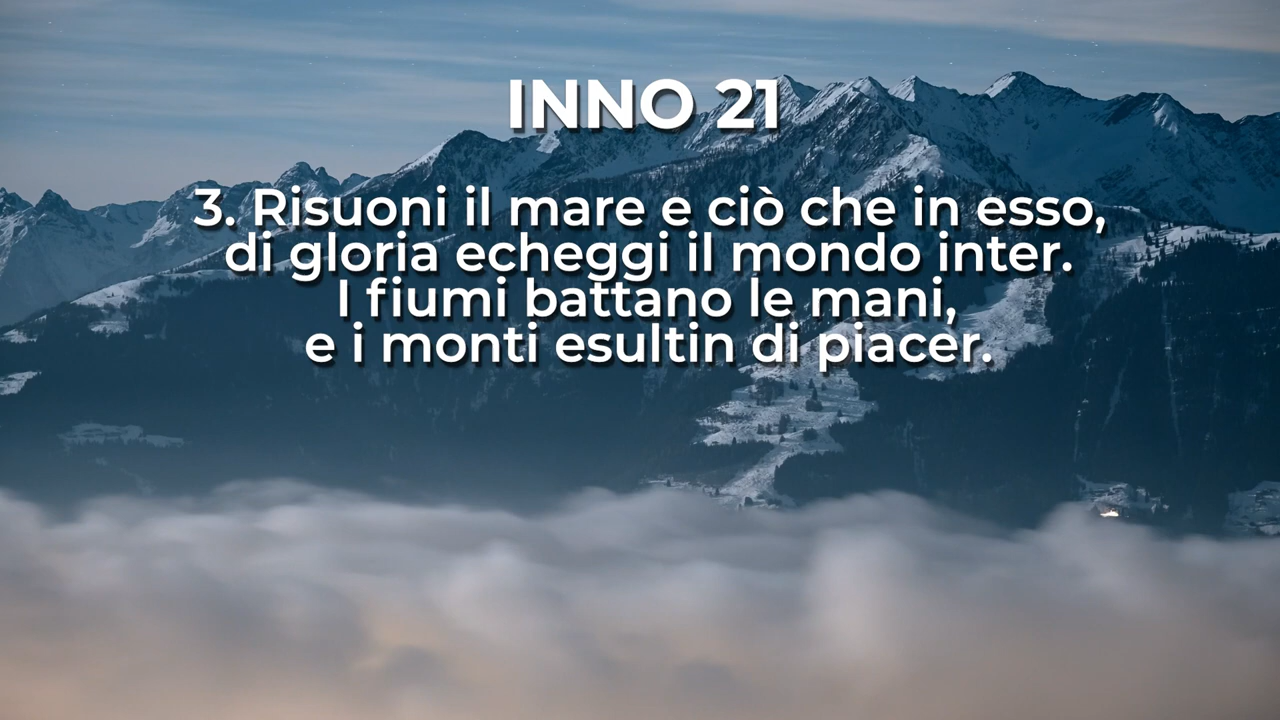 INNO 21
3. Risuoni il mare e ciò che in esso,
di gloria echeggi il mondo inter.
I fiumi battano le mani,
e i monti esultin di piacer.